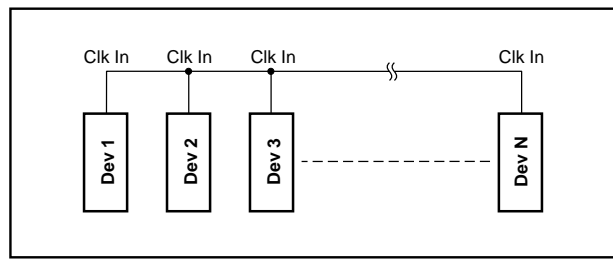 Clk In Clk In Clk In Clk In
Dev 1 Dev 2 Dev 3 Dev N